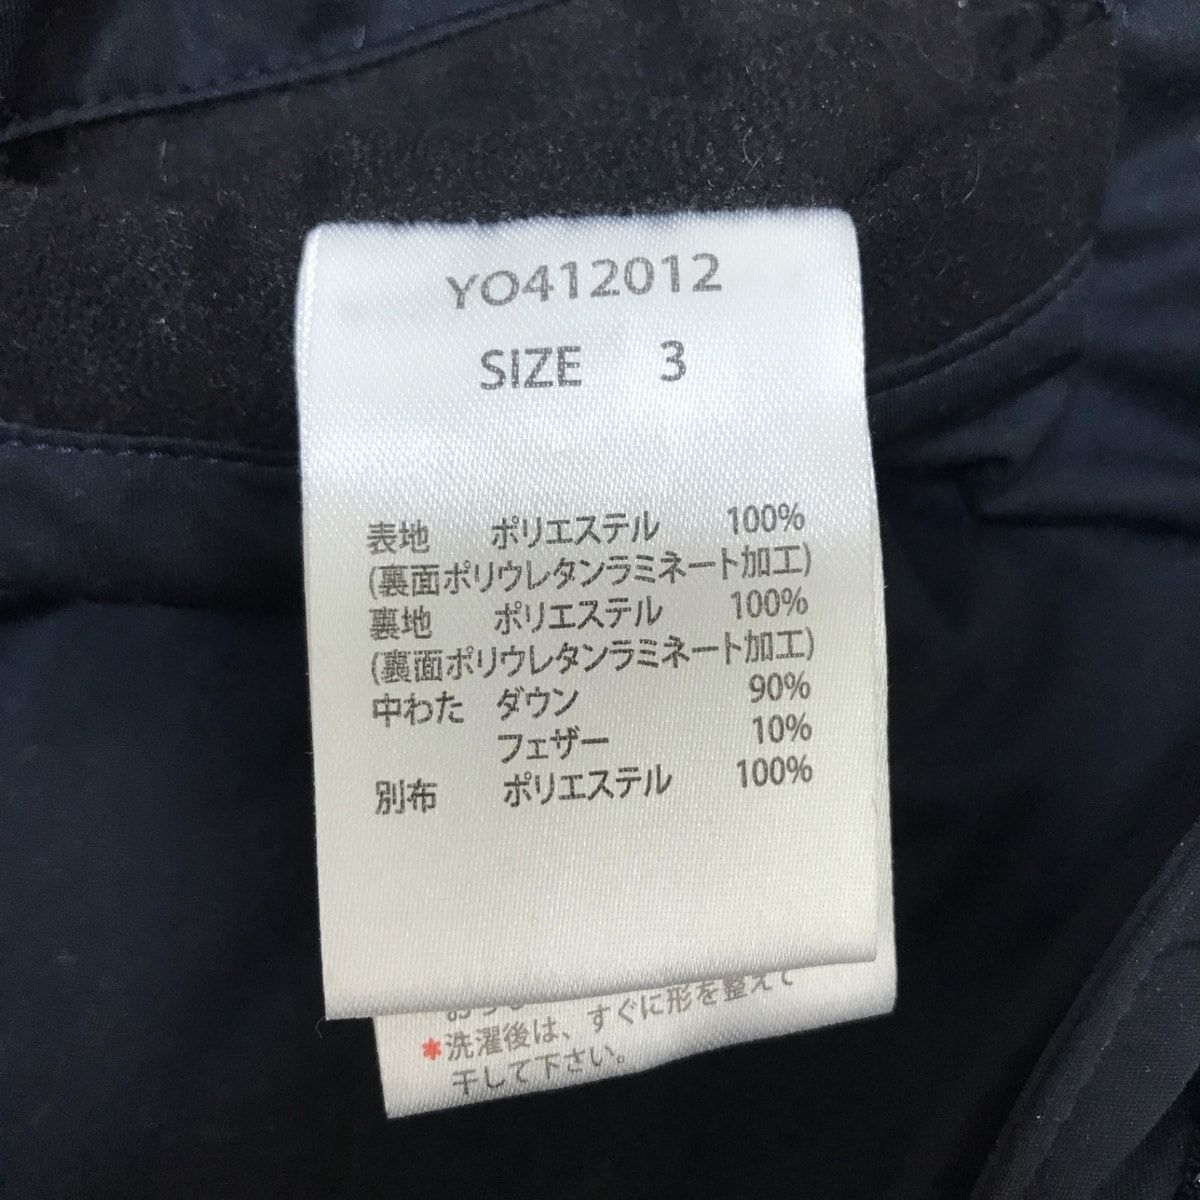 YO412012
SIZE 3
表地 ポリエステル 100%
(裏面ポリウレタンラミネート加工)
裏地 ポリエステル 100%
(裏面ポリウレタンラミネート加工)
中わた ダウン 90%
フェザー 10%
別布 ポリエステル 100%
*洗濯後は、すぐに形を整えて
干して下さい。